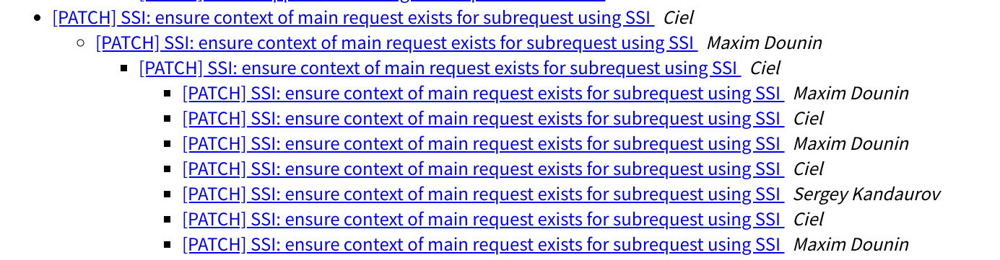 [PATCH] SSI: ensure context of main request exists for subrequest using SSI Ciel
[PATCH] SSI: ensure context of main request exists for subrequest using SSI Maxim Dounin
[PATCH] SSI: ensure context of main request exists for subrequest using SSI Ciel
[PATCH] SSI: ensure context of main request exists for subrequest using SSI Maxim Dounin
[PATCH] SSI: ensure context of main request exists for subrequest using SSI Ciel
[PATCH] SSI: ensure context of main request exists for subrequest using SSI Maxim Dounin
[PATCH] SSI: ensure context of main request exists for subrequest using SSI Ciel
[PATCH] SSI: ensure context of main request exists for subrequest using SSI Sergey Kandaurov
[PATCH] SSI: ensure context of main request exists for subrequest using SSI Ciel
[PATCH] SSI: ensure context of main request exists for subrequest using SSI Maxim Dounin